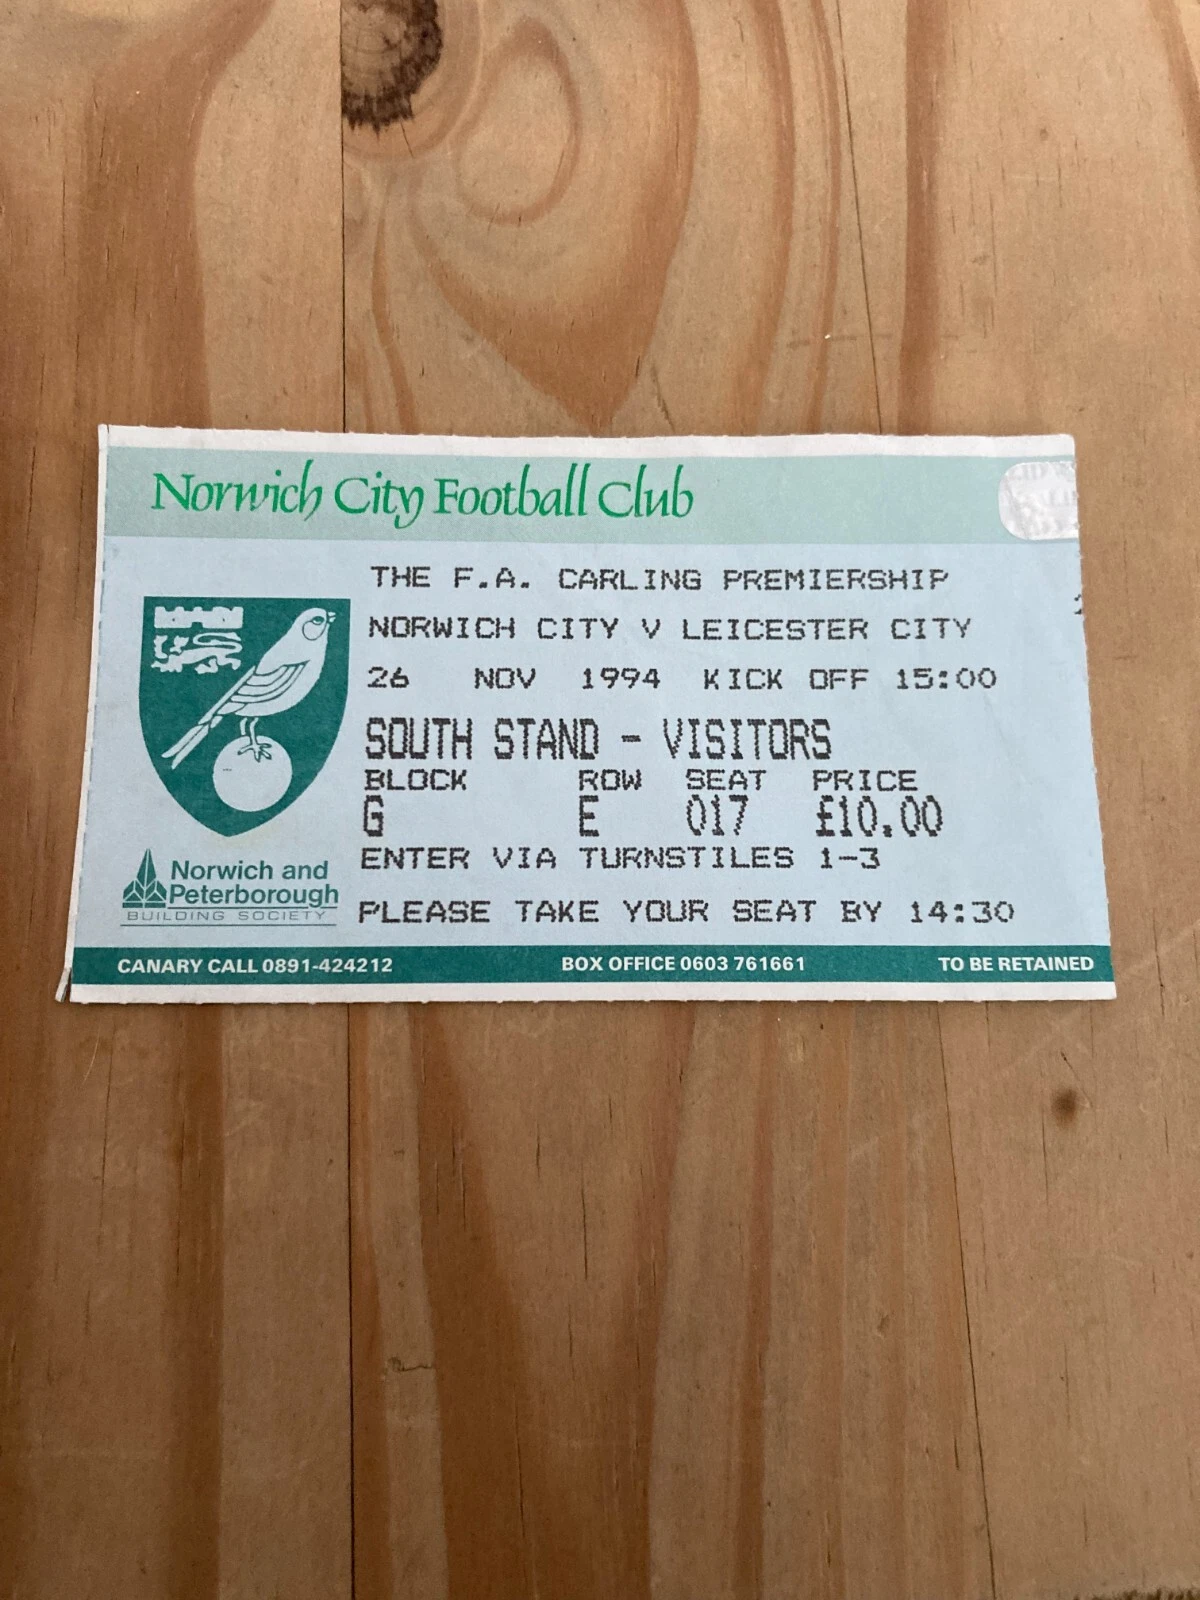 Norwich City Football Club
THE F.A. CARLING PREMIERSHIP
NORWICH CITY V LEICESTER CITY
26 NOV 1994 KICK OFF 15:00
SOUTH STAND - VISITORS
BLOCK ROW SEAT PRICE
G E 017 £10.00
ENTER VIA TURNSTILES 1-3
PLEASE TAKE YOUR SEAT BY 14:30
Norwich and
Peterborough
BUILDING SOCIETY
CANARY CALL 0891-424212 BOX OFFICE 0603 761661 TO BE RETAINED